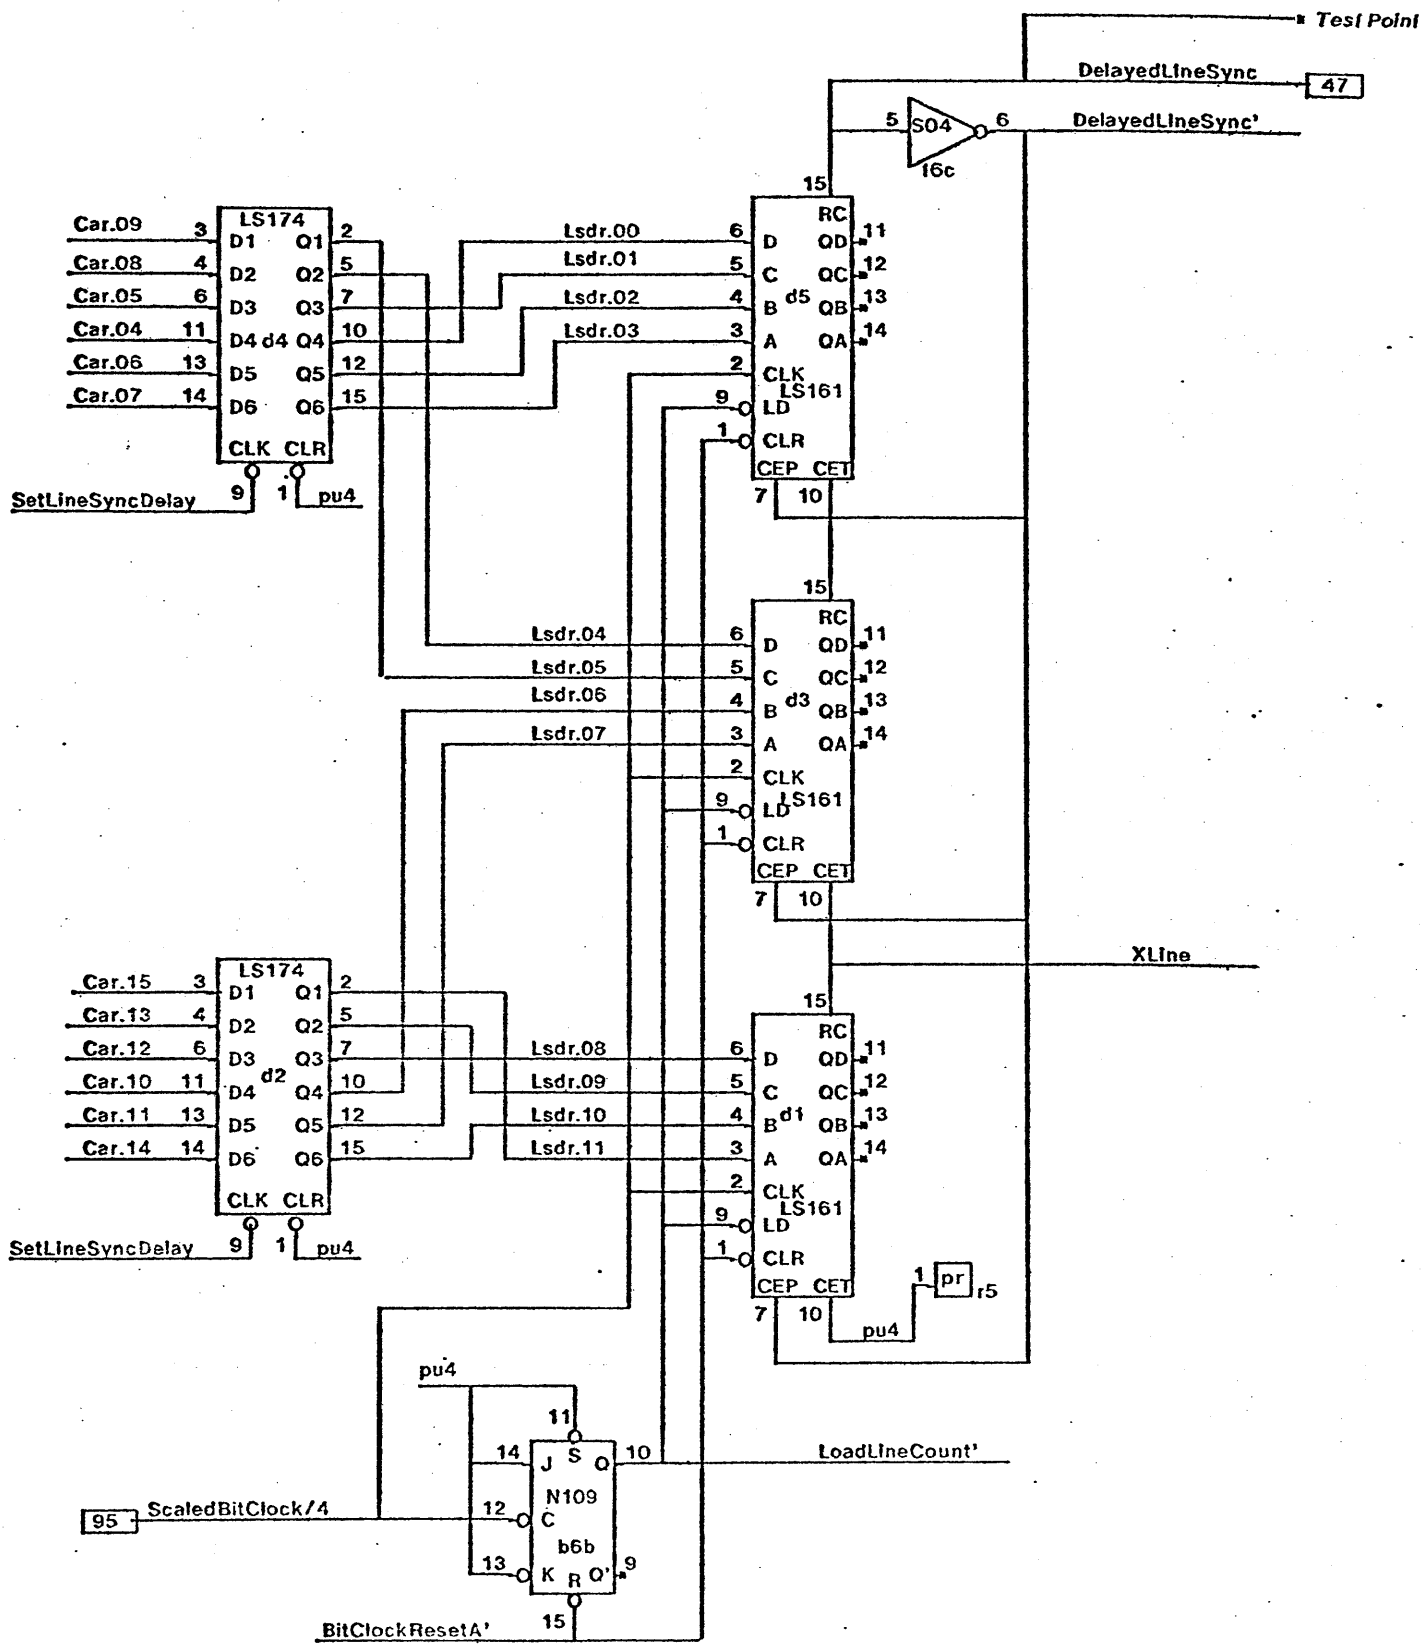 Test Point
DelayedLineSync 47
5 S04 6 DelayedLineSync'
f6c
15
LS174
RC
Car.09 3 D1 Q1 2 Lsdr.00 6 D QD 11
Car.08 4 D2 Q2 5 Lsdr.01 5 C QC 12
Car.05 6 D3 Q3 7 Lsdr.02 4 B d5 QB 13
Car.04 11 D4 d4 Q4 10 Lsdr.03 3 A QA 14
Car.06 13 D5 Q5 12 2 CLK
LS161
Car.07 14 D6 Q6 15 9 LD
1 CLR
CLK CLR
CEP CET
SetLineSyncDelay 9 1 pu4 7 10
15
RC
Lsdr.04 6 D QD 11
Lsdr.05 5 C QC 12
Lsdr.06 4 B d3 QB 13
Lsdr.07 3 A QA 14
2 CLK
LS161
9 LD
1 CLR
CEP CET
7 10
XLine
LS174
Car.15 3 D1 Q1 2 15
Car.13 4 D2 Q2 5 RC
Car.12 6 D3 Q3 7 Lsdr.08 6 D QD 11
d2
Car.10 11 D4 Q4 10 Lsdr.09 5 C QC 12
Car.11 13 D5 Q5 12 Lsdr.10 4 B d1 QB 13
Car.14 14 D6 Q6 15 Lsdr.11 3 A QA 14
2 CLK
CLK CLR LS161
9 LD
SetLineSyncDelay 9 1 pu4 1 CLR
CEP CET 1 pr r5
7 10 pu4
pu4
11
14 J S Q 10 LoadLineCount'
N109
95 ScaledBitClock/4 12 C
b6b
13 K R Q' 9
15
BitClockResetA'